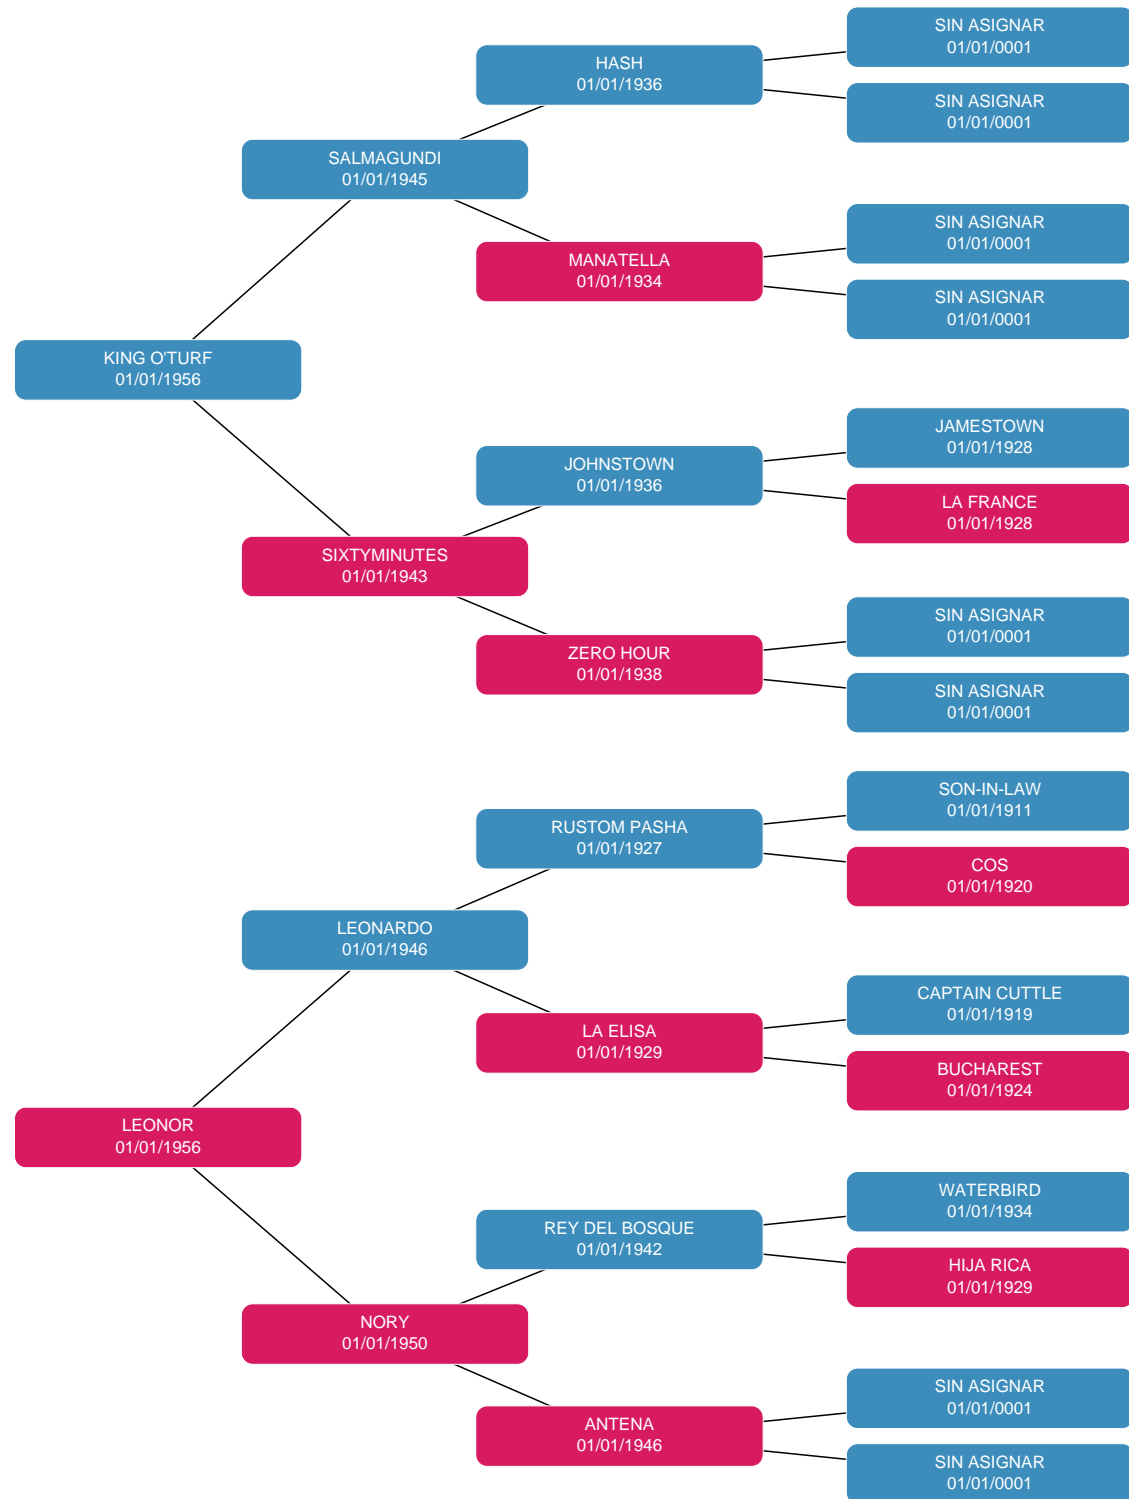 SIN ASIGNAR
01/01/0001
HASH
01/01/1936
SIN ASIGNAR
01/01/0001
SALMAGUNDI
01/01/1945
SIN ASIGNAR
01/01/0001
MANATELLA
01/01/1934
SIN ASIGNAR
01/01/0001
KING O'TURF
01/01/1956
JAMESTOWN
01/01/1928
JOHNSTOWN
01/01/1936
LA FRANCE
01/01/1928
SIXTYMINUTES
01/01/1943
SIN ASIGNAR
01/01/0001
ZERO HOUR
01/01/1938
SIN ASIGNAR
01/01/0001
SON-IN-LAW
01/01/1911
RUSTOM PASHA
01/01/1927
COS
01/01/1920
LEONARDO
01/01/1946
CAPTAIN CUTTLE
01/01/1919
LA ELISA
01/01/1929
BUCHAREST
01/01/1924
LEONOR
01/01/1956
WATERBIRD
01/01/1934
REY DEL BOSQUE
01/01/1942
HIJA RICA
01/01/1929
NORY
01/01/1950
SIN ASIGNAR
01/01/0001
ANTENA
01/01/1946
SIN ASIGNAR
01/01/0001